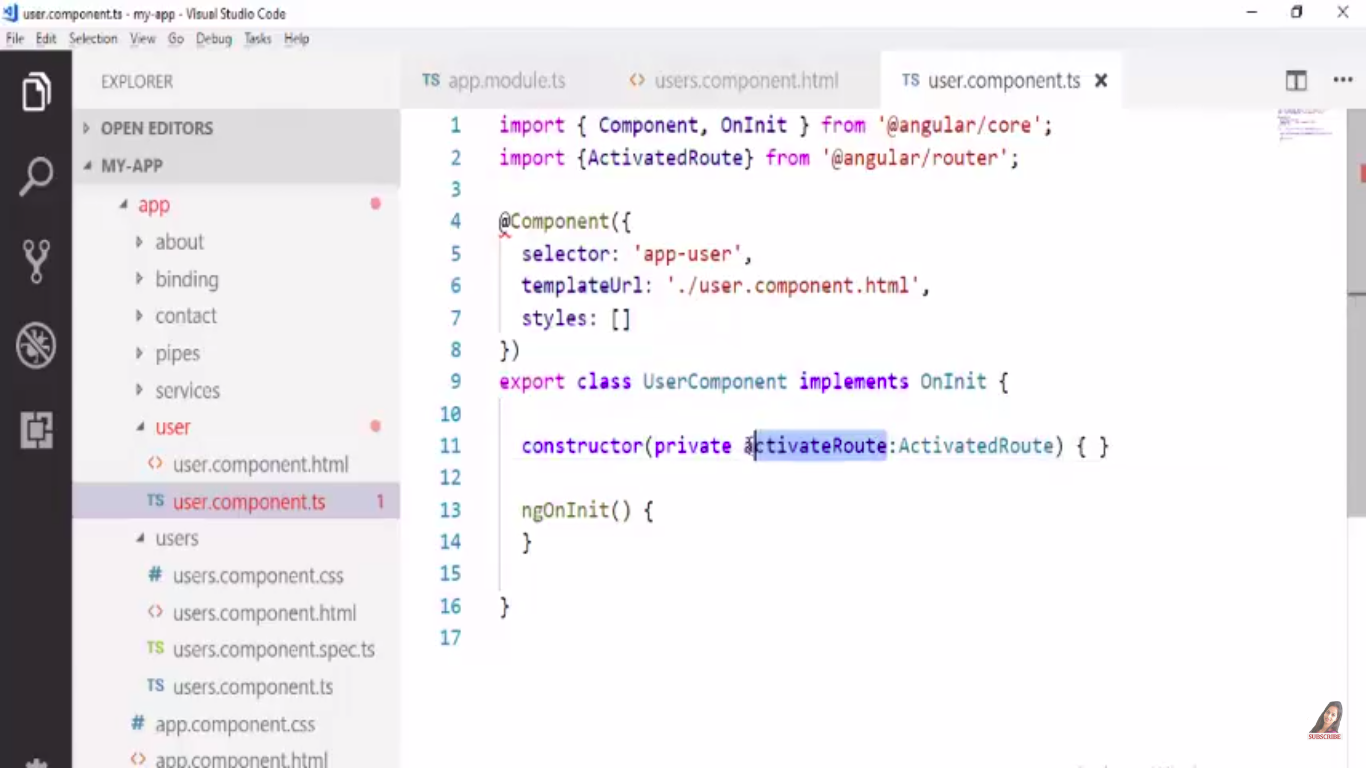 user.component.ts - my-app - Visual Studio Code
File Edit Selection View Go Debug Tasks Help
EXPLORER
TS app.module.ts <> users.component.html TS user.component.ts
OPEN EDITORS
MY-APP
app
about
binding
contact
pipes
services
user
<> user.component.html
TS user.component.ts 1
users
# users.component.css
<> users.component.html
TS users.component.spec.ts
TS users.component.ts
# app.component.css
<> app.component.html
1 import { Component, OnInit } from '@angular/core';
2 import {ActivatedRoute} from '@angular/router';
3
4 @Component({
5 selector: 'app-user',
6 templateUrl: './user.component.html',
7 styles: []
8 })
9 export class UserComponent implements OnInit {
10
11 constructor(private activateRoute:ActivatedRoute) { }
12
13 ngOnInit() {
14 }
15
16 }
17
SUBSCRIBE